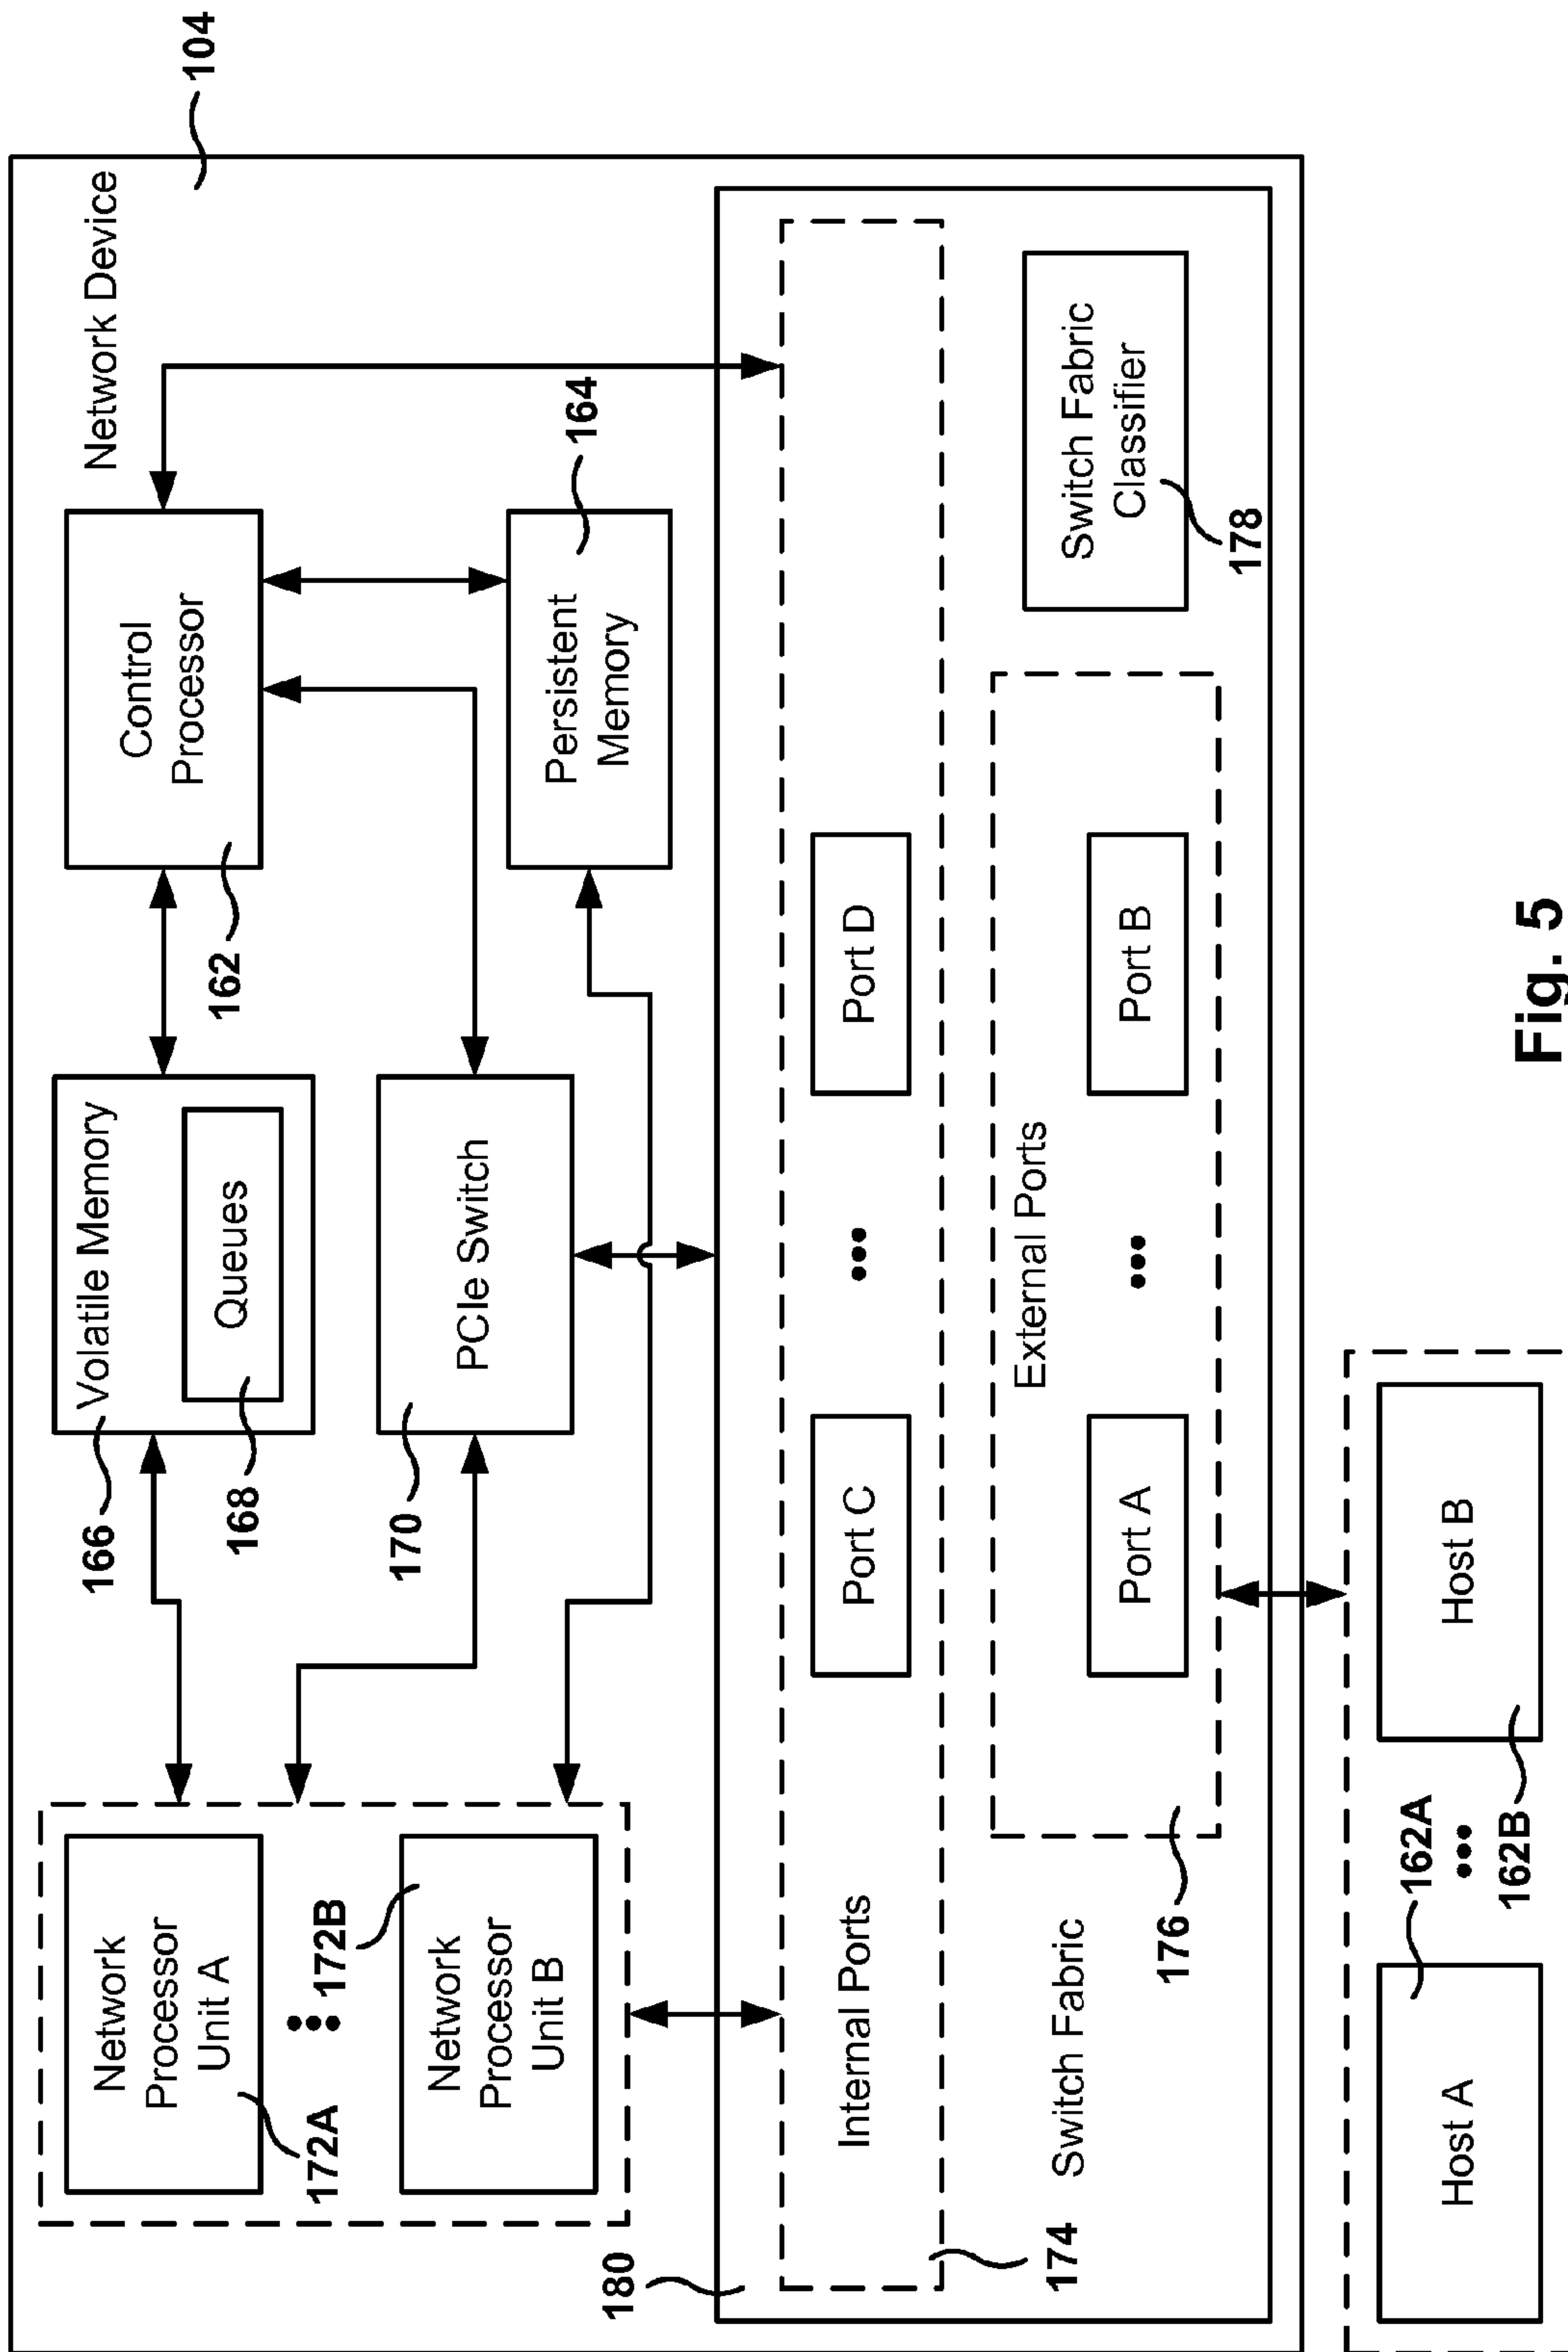 Network Device
104
Network
Processor
Unit A
172A
172B
Network
Processor
Unit B
Volatile Memory
Queues
166
168
Control
Processor
162
PCIe Switch
170
Persistent
Memory
164
180
Internal Ports
Port C
•••
Port D
174
Switch Fabric
External Ports
Port A
•••
Port B
176
Switch Fabric
Classifier
178
Host A
162A
•••
162B
Host B
Fig. 5